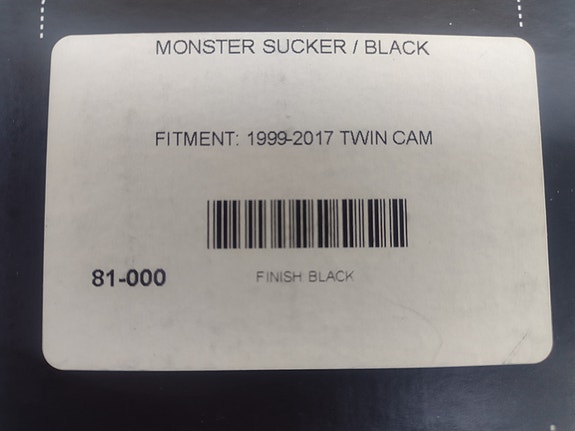 MONSTER SUCKER / BLACK
FITMENT: 1999-2017 TWIN CAM
81-000 FINISH BLACK